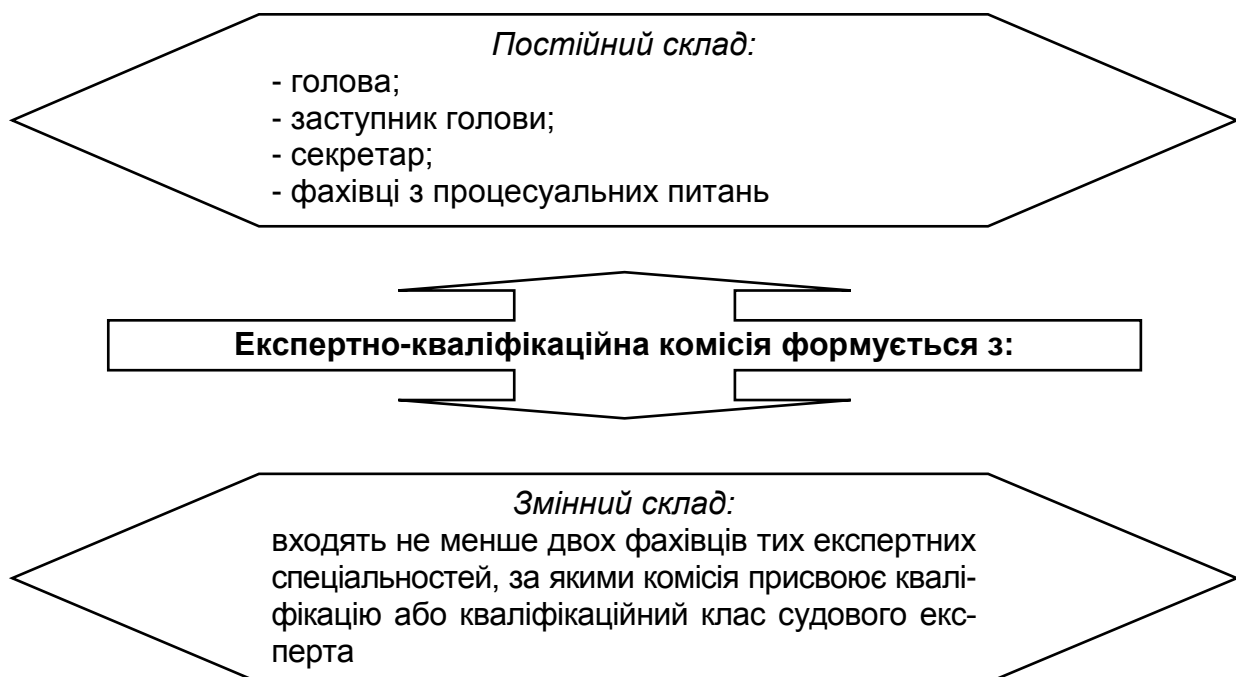 Постійний склад:
- голова;
- заступник голови;
- секретар;
- фахівці з процесуальних питань
Експертно-кваліфікаційна комісія формується з:
Змінний склад:
входять не менше двох фахівців тих експертних
спеціальностей, за якими комісія присвоює квалі-
фікацію або кваліфікаційний клас судового екс-
перта